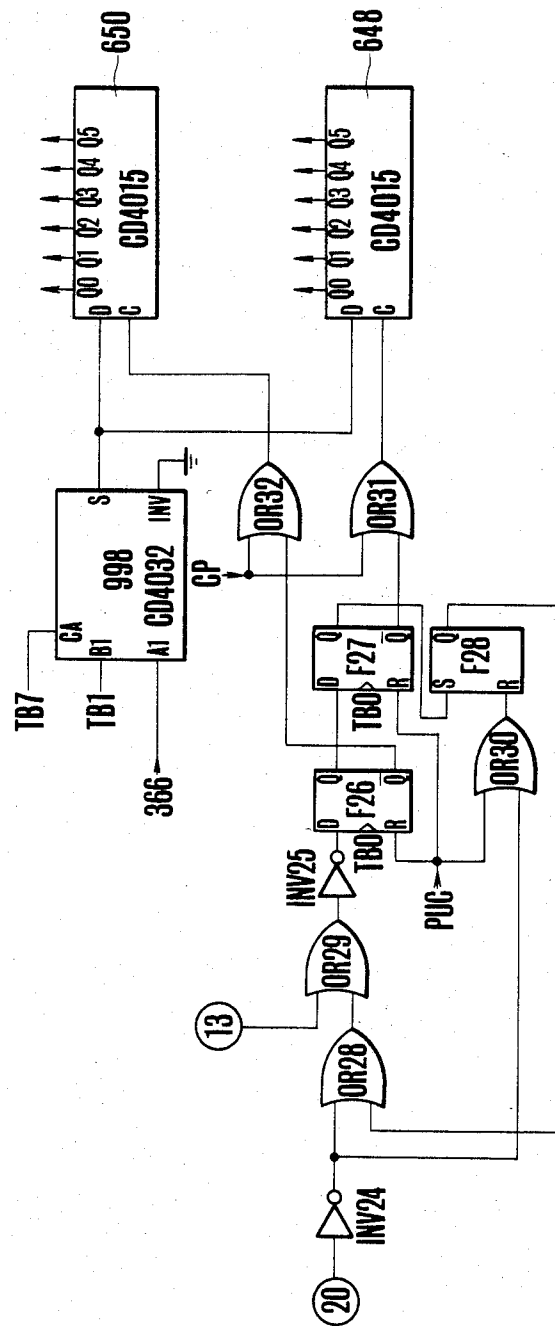 650
Q0 Q1 Q2 Q3 Q4 Q5
CD4015
D
C
648
Q0 Q1 Q2 Q3 Q4 Q5
CD4015
D
C
TB7
CA
998
S
TB1
B1
CD4032
INV
366
A1
CP
OR32
OR31
D
Q
F27
TB0
R
Q
Q
S
F28
R
OR30
D
Q
F26
TB0
R
Q
PUC
INV25
OR29
13
OR28
INV24
20